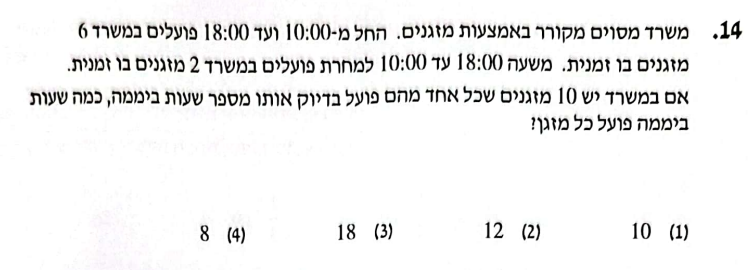 14. משרד מסוים מקורר באמצעות מזגנים. החל מ-10:00 ועד 18:00 פועלים במשרד 6
מזגנים בו זמנית. משעה 18:00 עד 10:00 למחרת פועלים במשרד 2 מזגנים בו זמנית.
אם במשרד יש 10 מזגנים שכל אחד מהם פועל בדיוק אותו מספר שעות ביממה, כמה שעות
ביממה פועל כל מזגן?
(1) 10 (2) 12 (3) 18 (4) 8